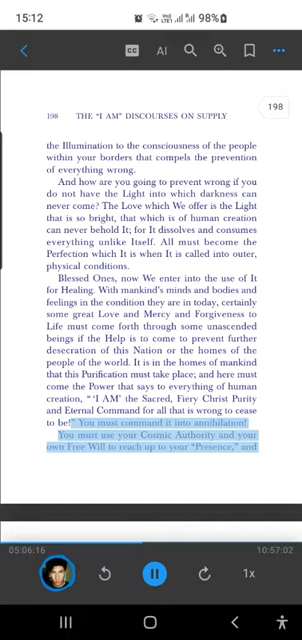 15:12
98%
CC
AI
198
198 THE "I AM" DISCOURSES ON SUPPLY
the Illumination to the consciousness of the people
within your borders that compels the prevention
of everything wrong.
And how are you going to prevent wrong if you
do not have the Light into which darkness can
never come? The Love which We offer is the Light
that is so bright, that which is of human creation
can never behold It; for It dissolves and consumes
everything unlike Itself. All must become the
Perfection which It is when It is called into outer,
physical conditions.
Blessed Ones, now We enter into the use of It
for Healing. With mankind's minds and bodies and
feelings in the condition they are in today, certainly
some great Love and Mercy and Forgiveness to
Life must come forth through some unascended
beings if the Help is to come to prevent further
desecration of this Nation or the homes of the
people of the world. It is in the homes of mankind
that this Purification must take place; and here must
come the Power that says to everything of human
creation, "'I AM' the Sacred, Fiery Christ Purity
and Eternal Command for all that is wrong to cease
to be!" You must command it into annihilation!
You must use your Cosmic Authority and your
own Free Will to reach up to your "Presence," and
05:06:16
10:57:02
1x